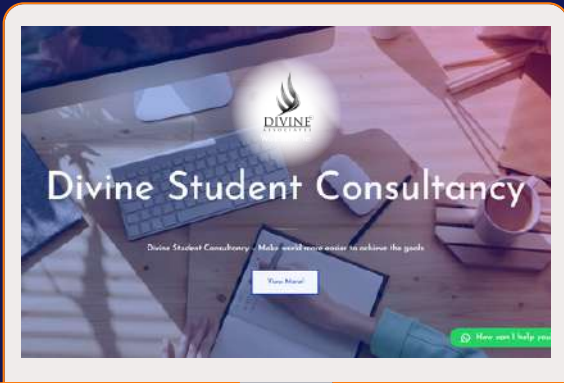 DIVINE
ASSOCIATES
Divine Student Consultancy
Divine Student Consultancy - Make world more easier to achieve the goals
View More!
How can I help you